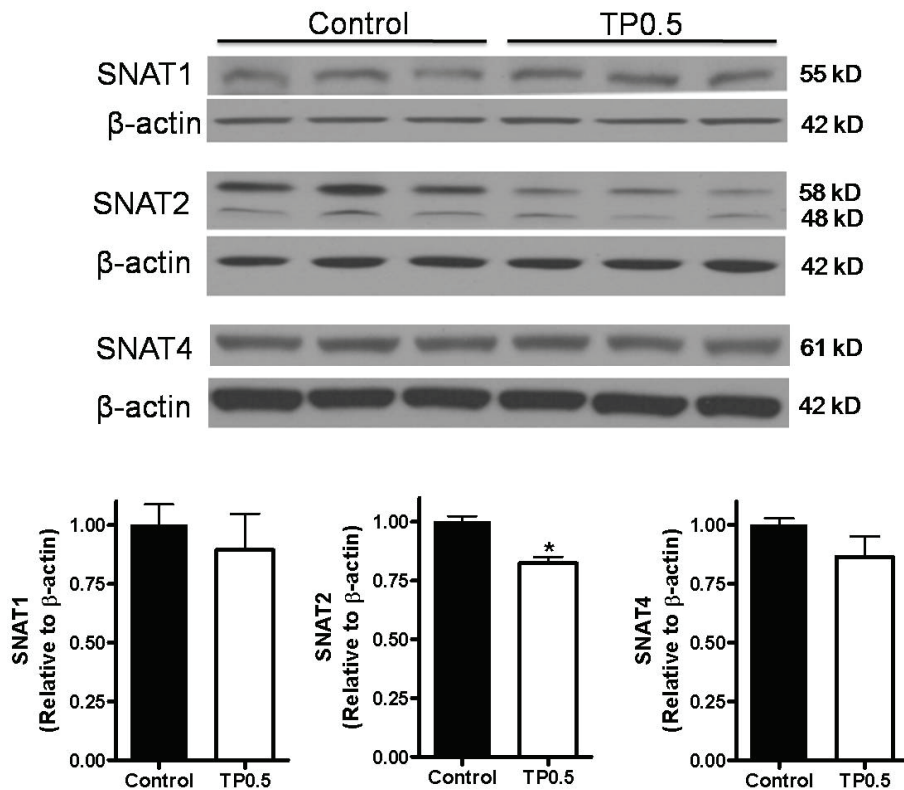 Control TP0.5
SNAT1 55 kD
β-actin 42 kD
SNAT2 58 kD
48 kD
β-actin 42 kD
SNAT4 61 kD
β-actin 42 kD
SNAT1
(Relative to β-actin)
1.00
0.75
0.50
0.25
0.00
Control TP0.5
SNAT2
(Relative to β-actin)
1.00
0.75
0.50
0.25
0.00
*
Control TP0.5
SNAT4
(Relative to β-actin)
1.00
0.75
0.50
0.25
0.00
Control TP0.5